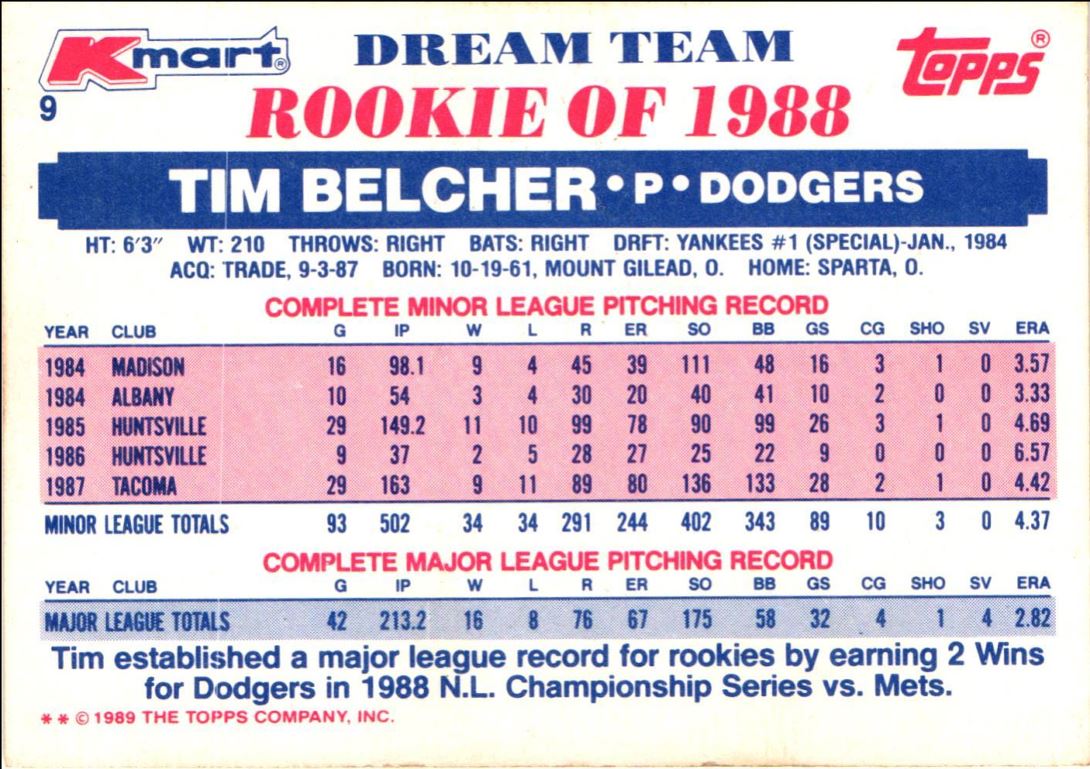 Kmart® DREAM TEAM TOPPS®
9 ROOKIE OF 1988
TIM BELCHER • P • DODGERS
HT: 6'3" WT: 210 THROWS: RIGHT BATS: RIGHT DRFT: YANKEES #1 (SPECIAL)-JAN., 1984
ACQ: TRADE, 9-3-87 BORN: 10-19-61, MOUNT GILEAD, O. HOME: SPARTA, O.
COMPLETE MINOR LEAGUE PITCHING RECORD
YEAR CLUB G IP W L R ER SO BB GS CG SHO SV ERA
1984 MADISON 16 98.1 9 4 45 39 111 48 16 3 1 0 3.57
1984 ALBANY 10 54 3 4 30 20 40 41 10 2 0 0 3.33
1985 HUNTSVILLE 29 149.2 11 10 99 78 90 99 26 3 1 0 4.69
1986 HUNTSVILLE 9 37 2 5 28 27 25 22 9 0 0 0 6.57
1987 TACOMA 29 163 9 11 89 80 136 133 28 2 1 0 4.42
MINOR LEAGUE TOTALS 93 502 34 34 291 244 402 343 89 10 3 0 4.37
COMPLETE MAJOR LEAGUE PITCHING RECORD
YEAR CLUB G IP W L R ER SO BB GS CG SHO SV ERA
MAJOR LEAGUE TOTALS 42 213.2 16 8 76 67 175 58 32 4 1 4 2.82
Tim established a major league record for rookies by earning 2 Wins
for Dodgers in 1988 N.L. Championship Series vs. Mets.
* * © 1989 THE TOPPS COMPANY, INC.